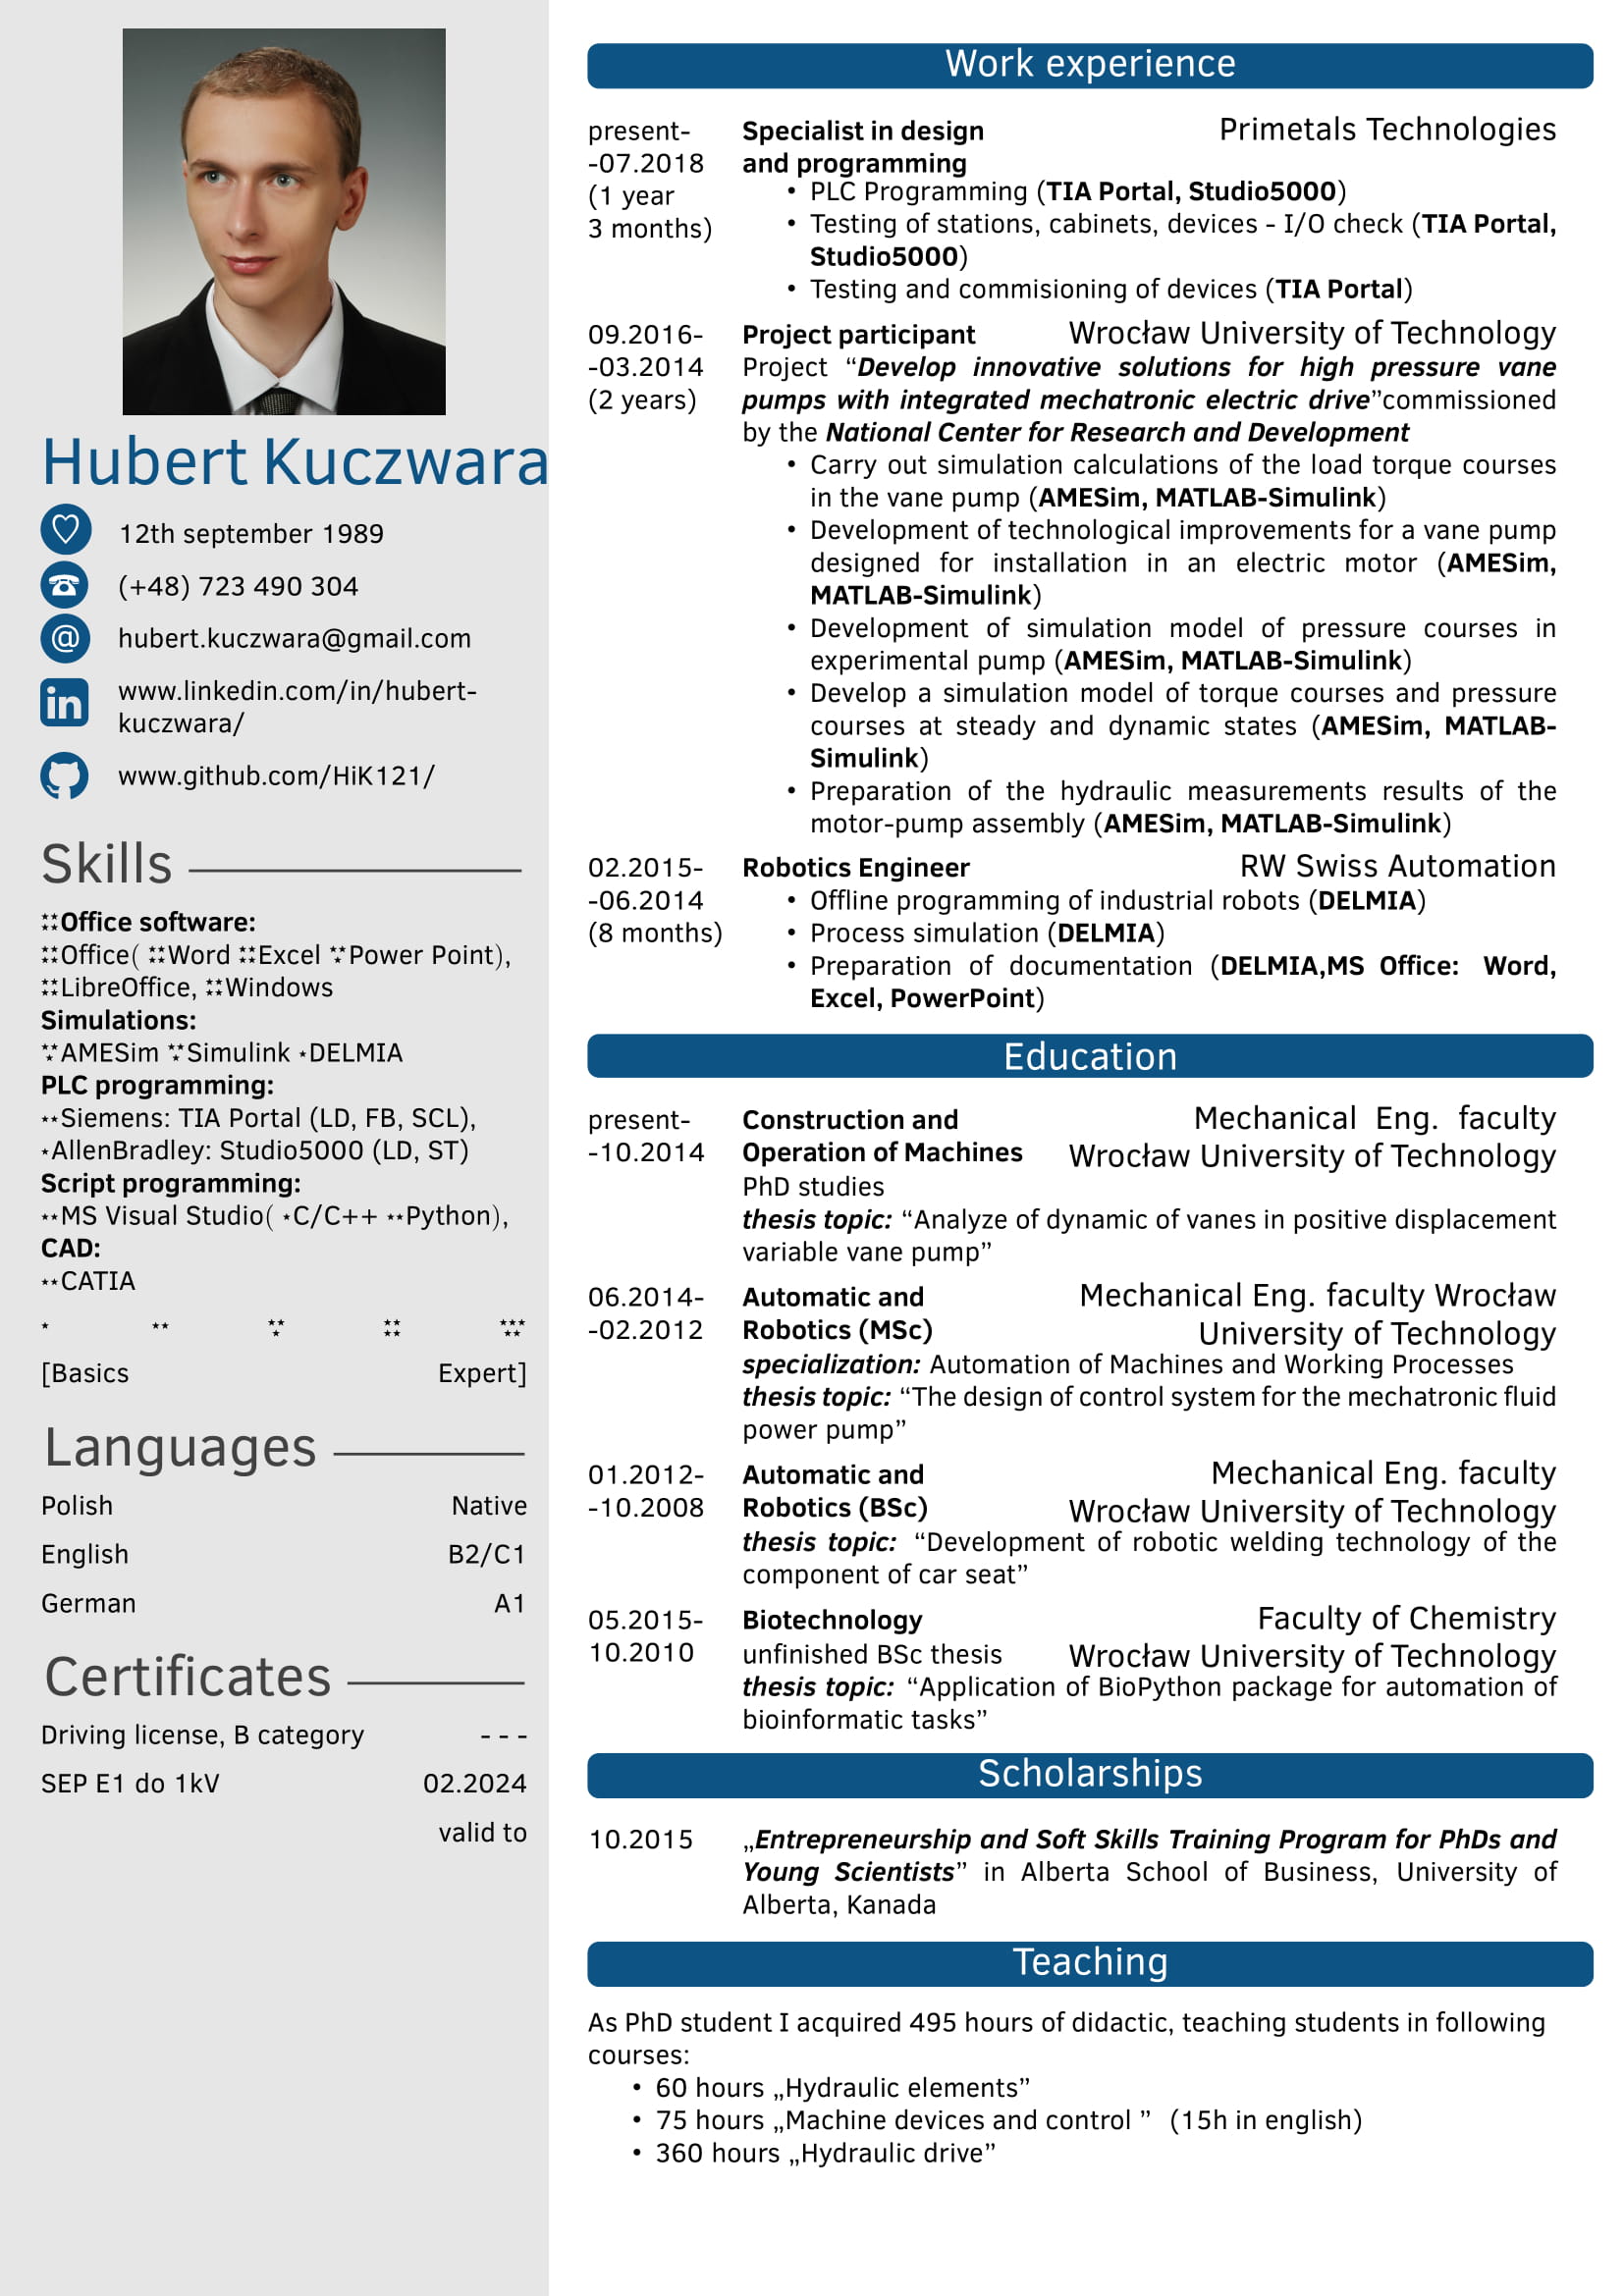 Hubert Kuczwara
12th september 1989
(+48) 723 490 304
@
hubert.kuczwara@gmail.com
in
www.linkedin.com/in/hubert-
kuczwara/
www.github.com/HiK121/
Skills
Office software:
Office( Word Excel Power Point),
LibreOffice, Windows
Simulations:
AMESim Simulink DELMIA
PLC programming:
Siemens: TIA Portal (LD, FB, SCL),
AllenBradley: Studio5000 (LD, ST)
Script programming:
MS Visual Studio( C/C++ Python),
CAD:
CATIA
[Basics Expert]
Languages
Polish Native
English B2/C1
German A1
Certificates
Driving license, B category - - -
SEP E1 do 1kV 02.2024
valid to
Work experience
present- Specialist in design Primetals Technologies
-07.2018 and programming
(1 year • PLC Programming (TIA Portal, Studio5000)
3 months) • Testing of stations, cabinets, devices - I/O check (TIA Portal,
Studio5000)
• Testing and commisioning of devices (TIA Portal)
09.2016- Project participant Wrocław University of Technology
-03.2014 Project “Develop innovative solutions for high pressure vane
(2 years) pumps with integrated mechatronic electric drive”commissioned
by the National Center for Research and Development
• Carry out simulation calculations of the load torque courses
in the vane pump (AMESim, MATLAB-Simulink)
• Development of technological improvements for a vane pump
designed for installation in an electric motor (AMESim,
MATLAB-Simulink)
• Development of simulation model of pressure courses in
experimental pump (AMESim, MATLAB-Simulink)
• Develop a simulation model of torque courses and pressure
courses at steady and dynamic states (AMESim, MATLAB-
Simulink)
• Preparation of the hydraulic measurements results of the
motor-pump assembly (AMESim, MATLAB-Simulink)
02.2015- Robotics Engineer RW Swiss Automation
-06.2014 • Offline programming of industrial robots (DELMIA)
(8 months) • Process simulation (DELMIA)
• Preparation of documentation (DELMIA,MS Office: Word,
Excel, PowerPoint)
Education
present- Construction and Mechanical Eng. faculty
-10.2014 Operation of Machines Wrocław University of Technology
PhD studies
thesis topic: “Analyze of dynamic of vanes in positive displacement
variable vane pump”
06.2014- Automatic and Mechanical Eng. faculty Wrocław
-02.2012 Robotics (MSc) University of Technology
specialization: Automation of Machines and Working Processes
thesis topic: “The design of control system for the mechatronic fluid
power pump”
01.2012- Automatic and Mechanical Eng. faculty
-10.2008 Robotics (BSc) Wrocław University of Technology
thesis topic: “Development of robotic welding technology of the
component of car seat”
05.2015- Biotechnology Faculty of Chemistry
10.2010 unfinished BSc thesis Wrocław University of Technology
thesis topic: “Application of BioPython package for automation of
bioinformatic tasks”
Scholarships
10.2015 „Entrepreneurship and Soft Skills Training Program for PhDs and
Young Scientists” in Alberta School of Business, University of
Alberta, Kanada
Teaching
As PhD student I acquired 495 hours of didactic, teaching students in following
courses:
• 60 hours „Hydraulic elements”
• 75 hours „Machine devices and control ” (15h in english)
• 360 hours „Hydraulic drive”